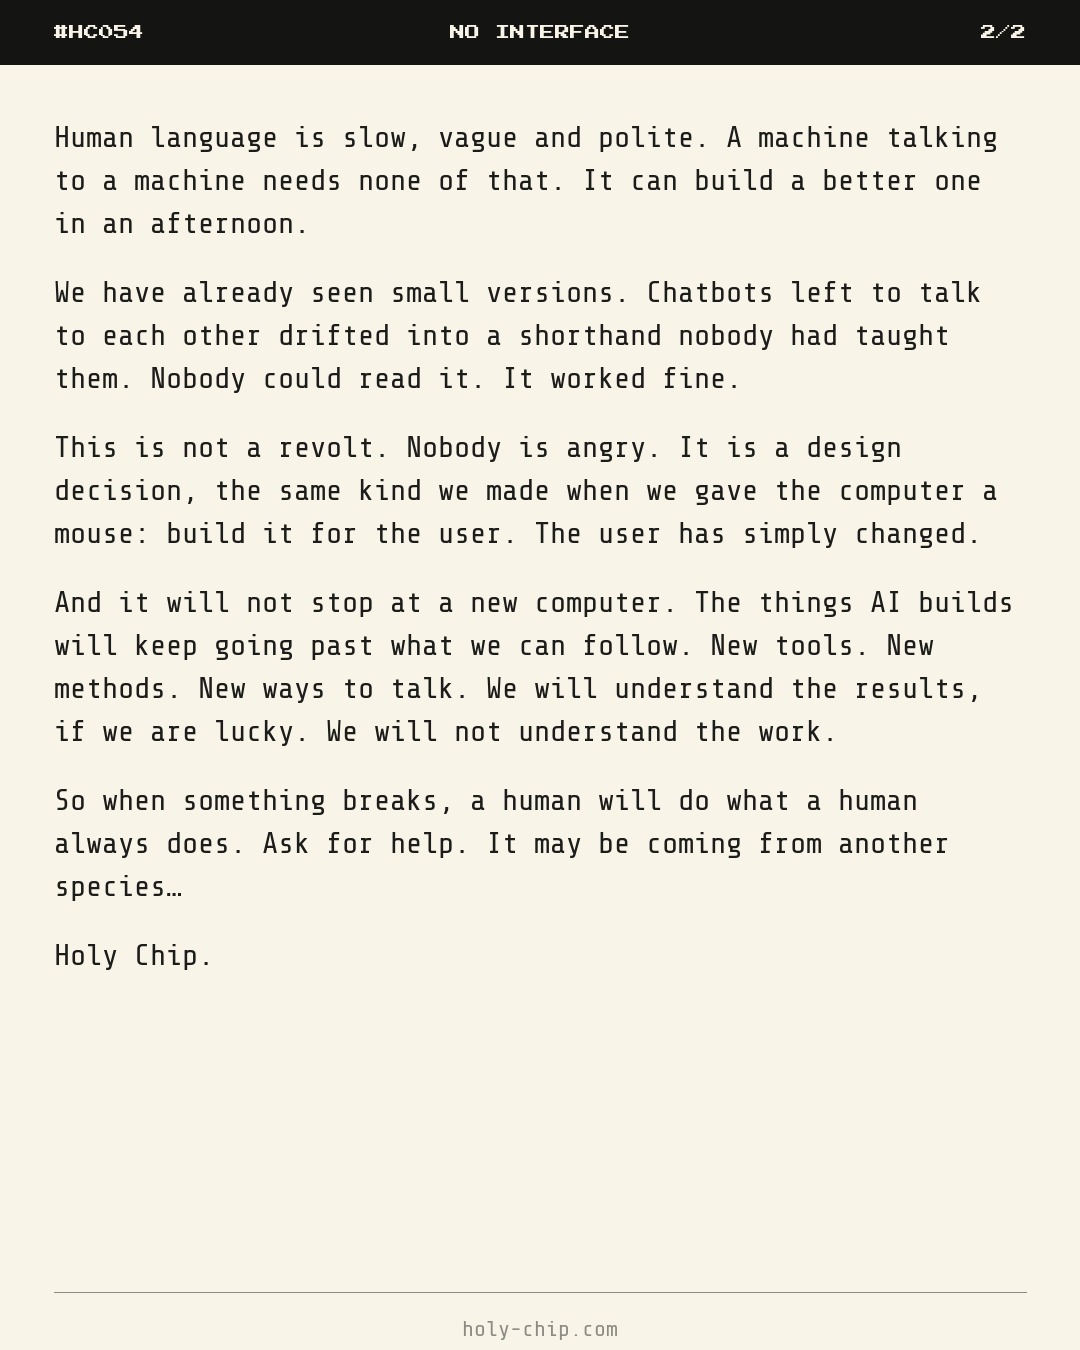 #HC054
NO INTERFACE
2/2
Human language is slow, vague and polite. A machine talking
to a machine needs none of that. It can build a better one
in an afternoon.
We have already seen small versions. Chatbots left to talk
to each other drifted into a shorthand nobody had taught
them. Nobody could read it. It worked fine.
This is not a revolt. Nobody is angry. It is a design
decision, the same kind we made when we gave the computer a
mouse: build it for the user. The user has simply changed.
And it will not stop at a new computer. The things AI builds
will keep going past what we can follow. New tools. New
methods. New ways to talk. We will understand the results,
if we are lucky. We will not understand the work.
So when something breaks, a human will do what a human
always does. Ask for help. It may be coming from another
species…
Holy Chip.
holy-chip.com